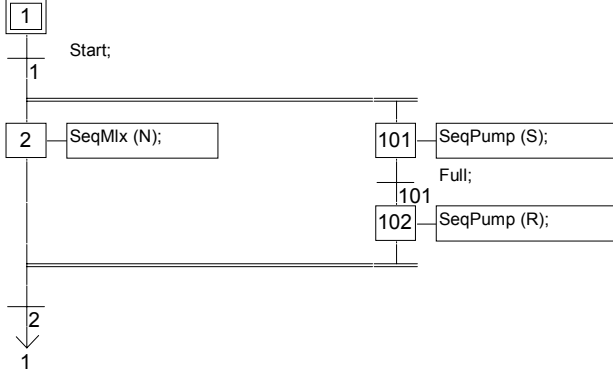 1
Start;
1
2
SeqMIx (N);
101
SeqPump (S);
Full;
101
102
SeqPump (R);
2
1